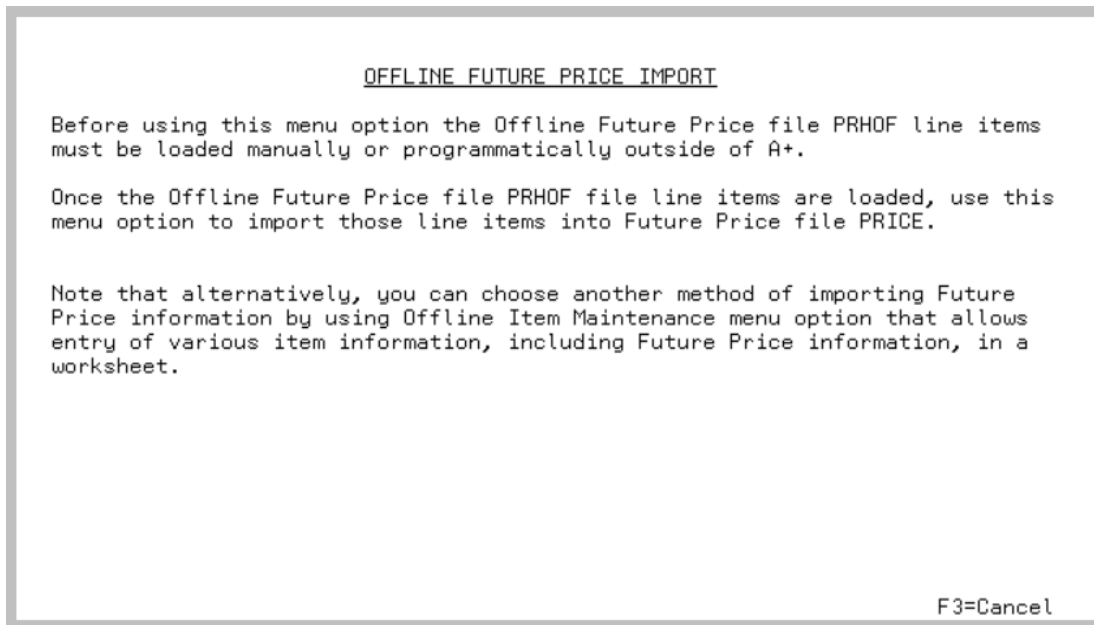 OFFLINE FUTURE PRICE IMPORT
Before using this menu option the Offline Future Price file PRHOF line items
must be loaded manually or programmatically outside of A+.
Once the Offline Future Price file PRHOF file line items are loaded, use this
menu option to import those line items into Future Price file PRICE.
Note that alternatively, you can choose another method of importing Future
Price information by using Offline Item Maintenance menu option that allows
entry of various item information, including Future Price information, in a
worksheet.
F3=Cancel